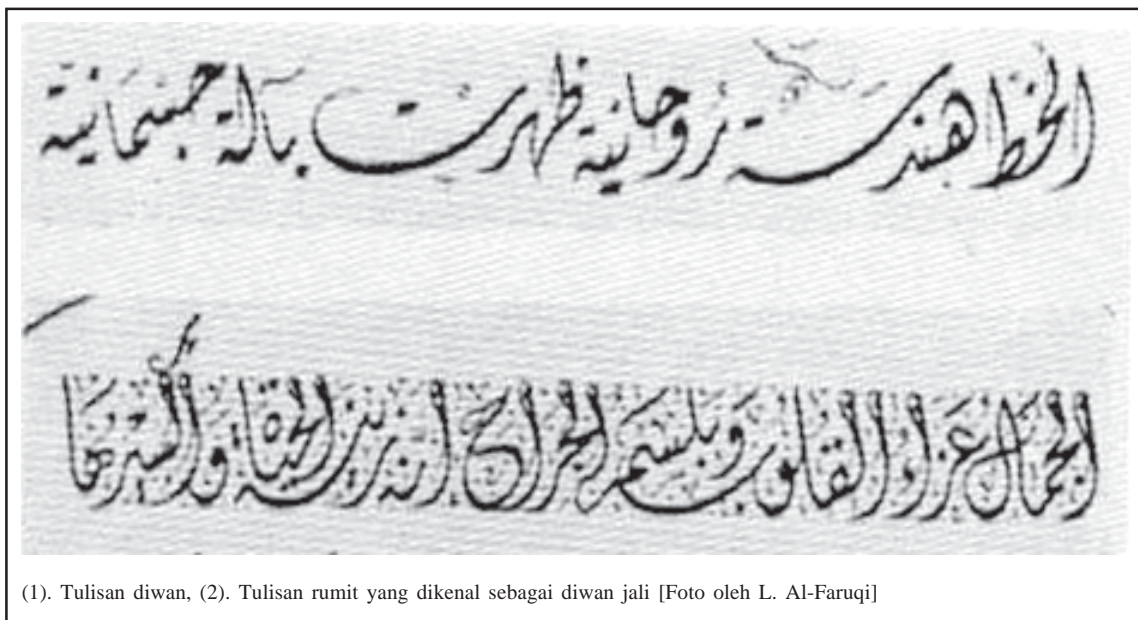 الخط هندسة روحانية ظهرت بآلة جسمانية
الجمال غذاء القلوب وبلسم الجراح انه زينة الحياة
(1). Tulisan diwan, (2). Tulisan rumit yang dikenal sebagai diwan jali [Foto oleh L. Al-Faruqi]